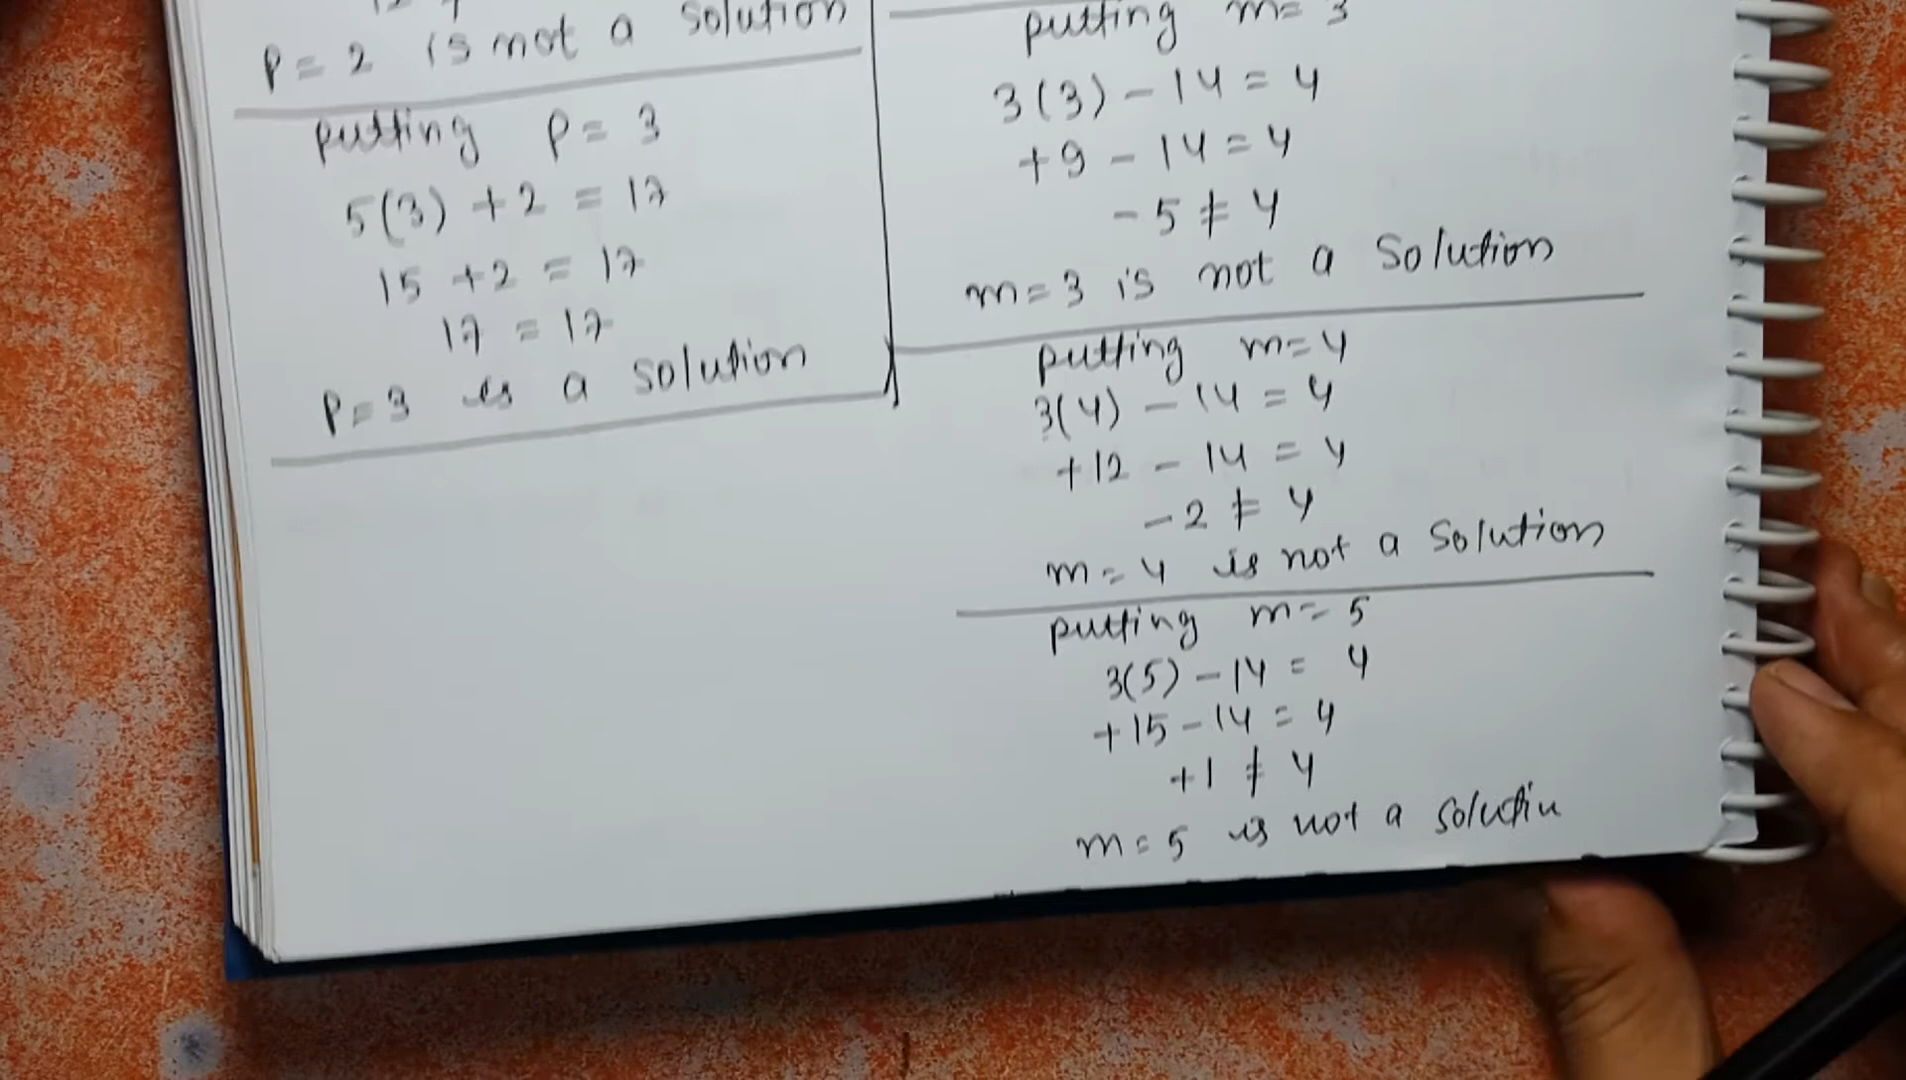 P = 2 is not a solution
putting P = 3
5(3) + 2 = 17
15 + 2 = 17
17 = 17
P = 3 is a solution
putting m = 3
3(3) - 14 = 4
+9 - 14 = 4
-5 ≠ 4
m = 3 is not a solution
putting m = 4
3(4) - 14 = 4
+12 - 14 = 4
-2 ≠ 4
m = 4 is not a solution
putting m = 5
3(5) - 14 = 4
+15 - 14 = 4
+1 ≠ 4
m = 5 is not a solution